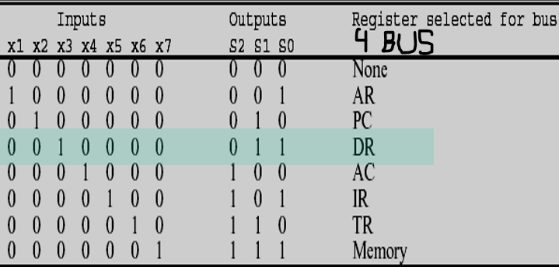 Inputs Outputs Register selected for bus
x1 x2 x3 x4 x5 x6 x7 S2 S1 S0 4 BUS
0 0 0 0 0 0 0 0 0 0 None
1 0 0 0 0 0 0 0 0 1 AR
0 1 0 0 0 0 0 0 1 0 PC
0 0 1 0 0 0 0 0 1 1 DR
0 0 0 1 0 0 0 1 0 0 AC
0 0 0 0 1 0 0 1 0 1 IR
0 0 0 0 0 1 0 1 1 0 TR
0 0 0 0 0 0 1 1 1 1 Memory